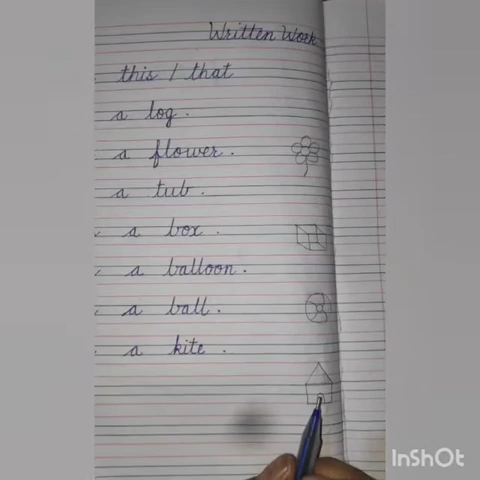 Written Work
this / that
a log.
a flower.
a tub.
a box.
a balloon.
a ball.
a kite.
InShOt